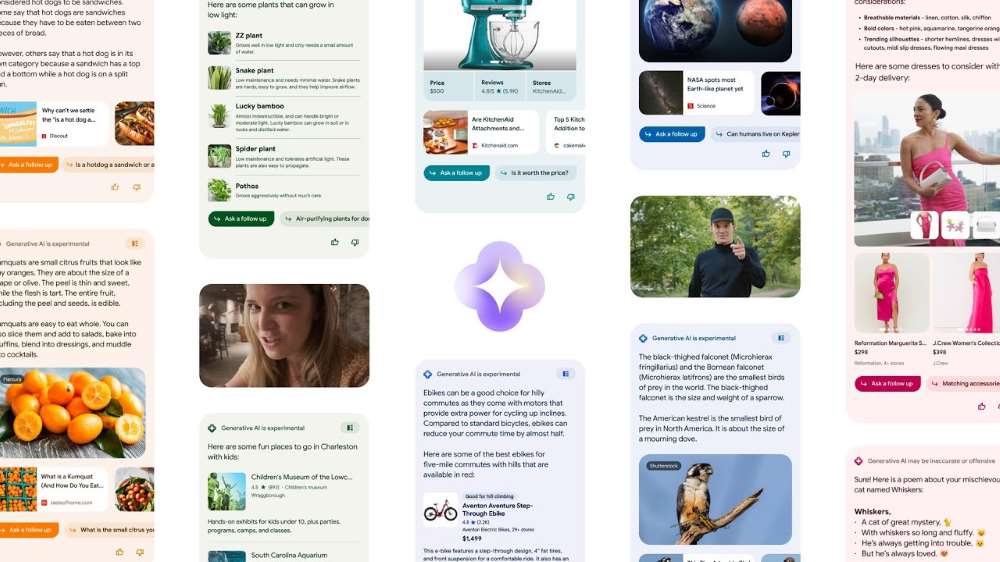 onsidered hot dogs to be sandwiches.
ome say that hot dogs are not
ecause they have to be eaten between two
eces of bread.
owever, others say that a hot dog is in its
wn category because a sandwich has a top
d a bottom while a hot dog is on a split
n.
Why can't we settle
the "is a hot dog a...
Discout
Ask a follow up
Is a hotdog a sandwich or a
Generative AI is experimental
umquats are small citrus fruits that look like
y oranges. They are about the size of a
ape or olive. The peel is thin and sweet,
hile the flesh is tart. The entire fruit,
cluding the peel and seeds, is edible.
umquats are easy to eat whole. You can
so slice them and add to salads, bake into
uffins, blend into dressings, and muddle
to cocktails.
What is a Kumquat
(And How Do You Eat...
tasteofhome.com
Ask a follow up
What is the small citrus you
Here are some plants that can grow in
low light:
ZZ plant
Grows well in low light and only needs a small amount
of water.
Snake plant
Low maintenance and needs minimal water. Snake plants
are hardy, easy to grow, and they help improve airflow.
Lucky bamboo
Almost indestructible, and can handle bright or
moderate light. Lucky bamboo can grow in soil or in
rocks and distilled water.
Spider plant
Low maintenance and tolerates artificial light. These
plants are also easy to propagate.
Pothos
Grows aggressively without much care.
Ask a follow up
Air-purifying plants for dor
Generative AI is experimental
Here are some fun places to go in Charleston
with kids:
Children's Museum of the Lowc...
4.5 ★ (890) · Children's museum
Wraggborough
Hands-on exhibits for kids under 10, plus parties,
programs, camps, and classes.
South Carolina Aquarium
Price
$500
Reviews
4.8/5 ★ (5.9K)
Stores
KitchenAid...
Are KitchenAid
Attachments and...
Kitchenaid.com
Top 5 Kitch
Addition to
cakemak
Ask a follow up
Is it worth the price?
Generative AI is experimental
Ebikes can be a good choice for hilly
commutes as they come with motors that
provide extra power for cycling up inclines.
Compared to standard bicycles, ebikes can
reduce your commute time by almost half.
Here are some of the best ebikes for
five-mile commutes with hills that are
available in red:
Good for hill climbing
Aventon Aventure Step-
Through Ebike
4.8 ★ (2.2K)
Aventon Electric Bikes, 29+ stores
$1,499
This e-bike features a step-through design, 4" fat tires,
and front suspension for a comfortable ride. It also has an
NASA spots most
Earth-like planet yet
Science
Ask a follow up
Can humans live on Kepler
Generative AI is experimental
The black-thighed falconet (Microhierax
fringillarius) and the Bornean falconet
(Microhierax latifrons) are the smallest birds
of prey in the world. The black-thighed
falconet is the size and weight of a sparrow.
The American kestrel is the smallest bird of
prey in North America. It is about the size of
a mourning dove.
Shutterstock
considerations:
• Breathable materials - linen, cotton, silk, chiffon
• Bold colors - hot pink, aquamarine, tangerine orang
• Trending silhouettes - shorter hemlines, dresses wi
cutouts, midi slip dresses, flowing maxi dresses
Here are some dresses to consider with
2-day delivery:
Reformation Marguerite S...
$298
Reformation, 4+ stores
J.Crew Women's Collectio
$398
J.Crew
Ask a follow up
Matching accessorie
Generative AI may be inaccurate or offensive
Sure! Here is a poem about your mischievou
cat named Whiskers:
Whiskers,
• A cat of great mystery,
• With whiskers so long and fluffy.
• He's always getting into trouble,
• But he's always loved.